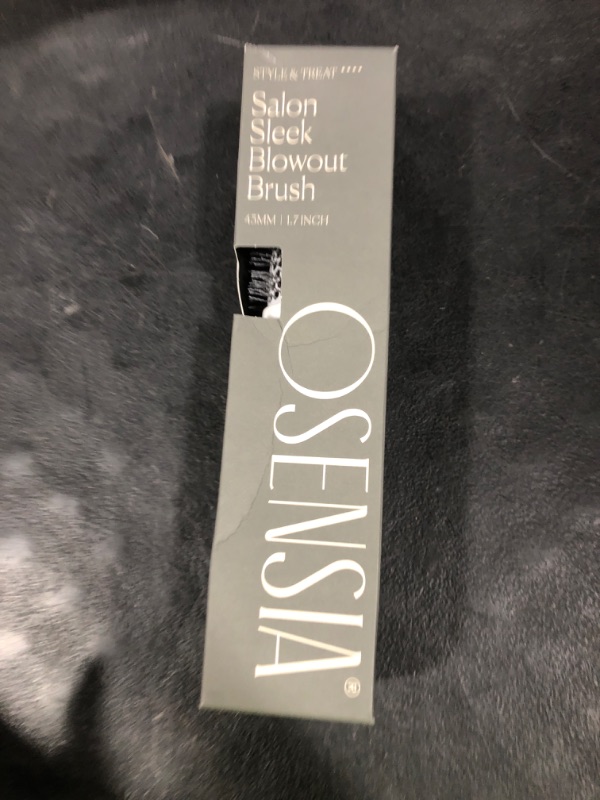 STYLE & TREAT ''''
Salon
Sleek
Blowout
Brush
43MM | 1.7 INCH
OSENSIA®